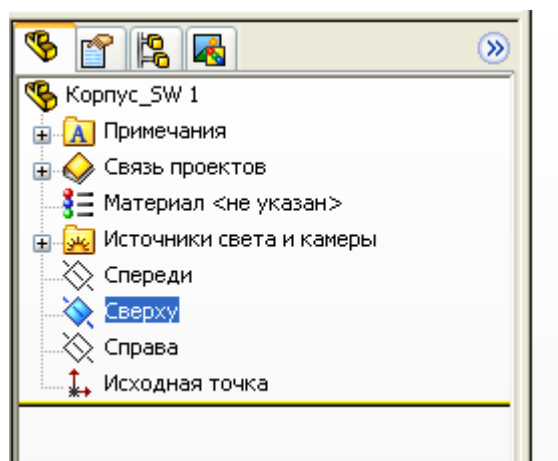 Корпус_SW 1
Примечания
Связь проектов
Материал <не указан>
Источники света и камеры
Спереди
Сверху
Справа
Исходная точка